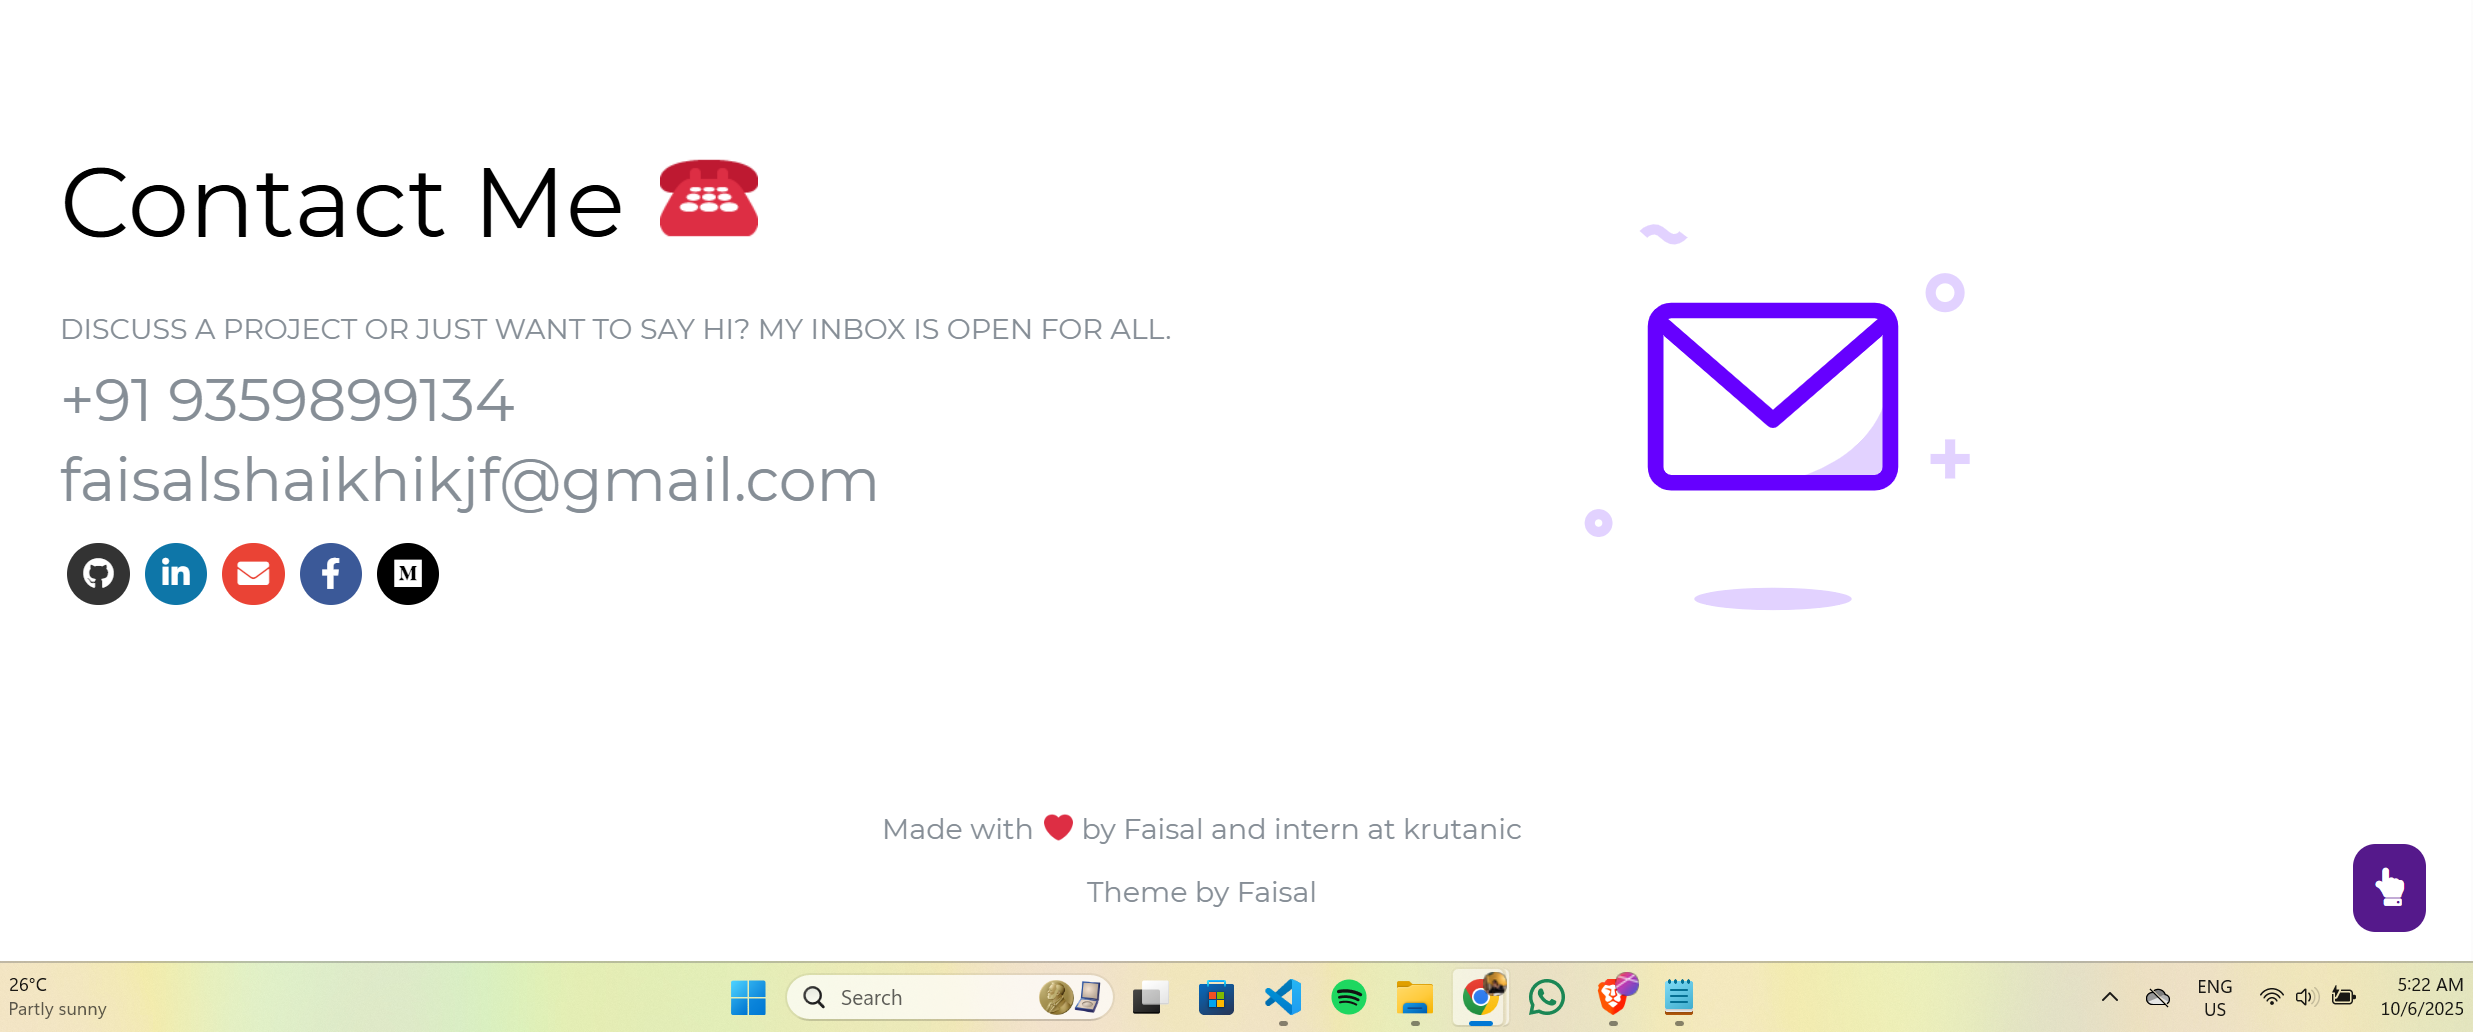 Contact Me
DISCUSS A PROJECT OR JUST WANT TO SAY HI? MY INBOX IS OPEN FOR ALL.
+91 9359899134
faisalshaikhikjf@gmail.com
in
f
M
Made with ❤ by Faisal and intern at krutanic
Theme by Faisal
26°C
Partly sunny
Search
ENG
US
5:22 AM
10/6/2025